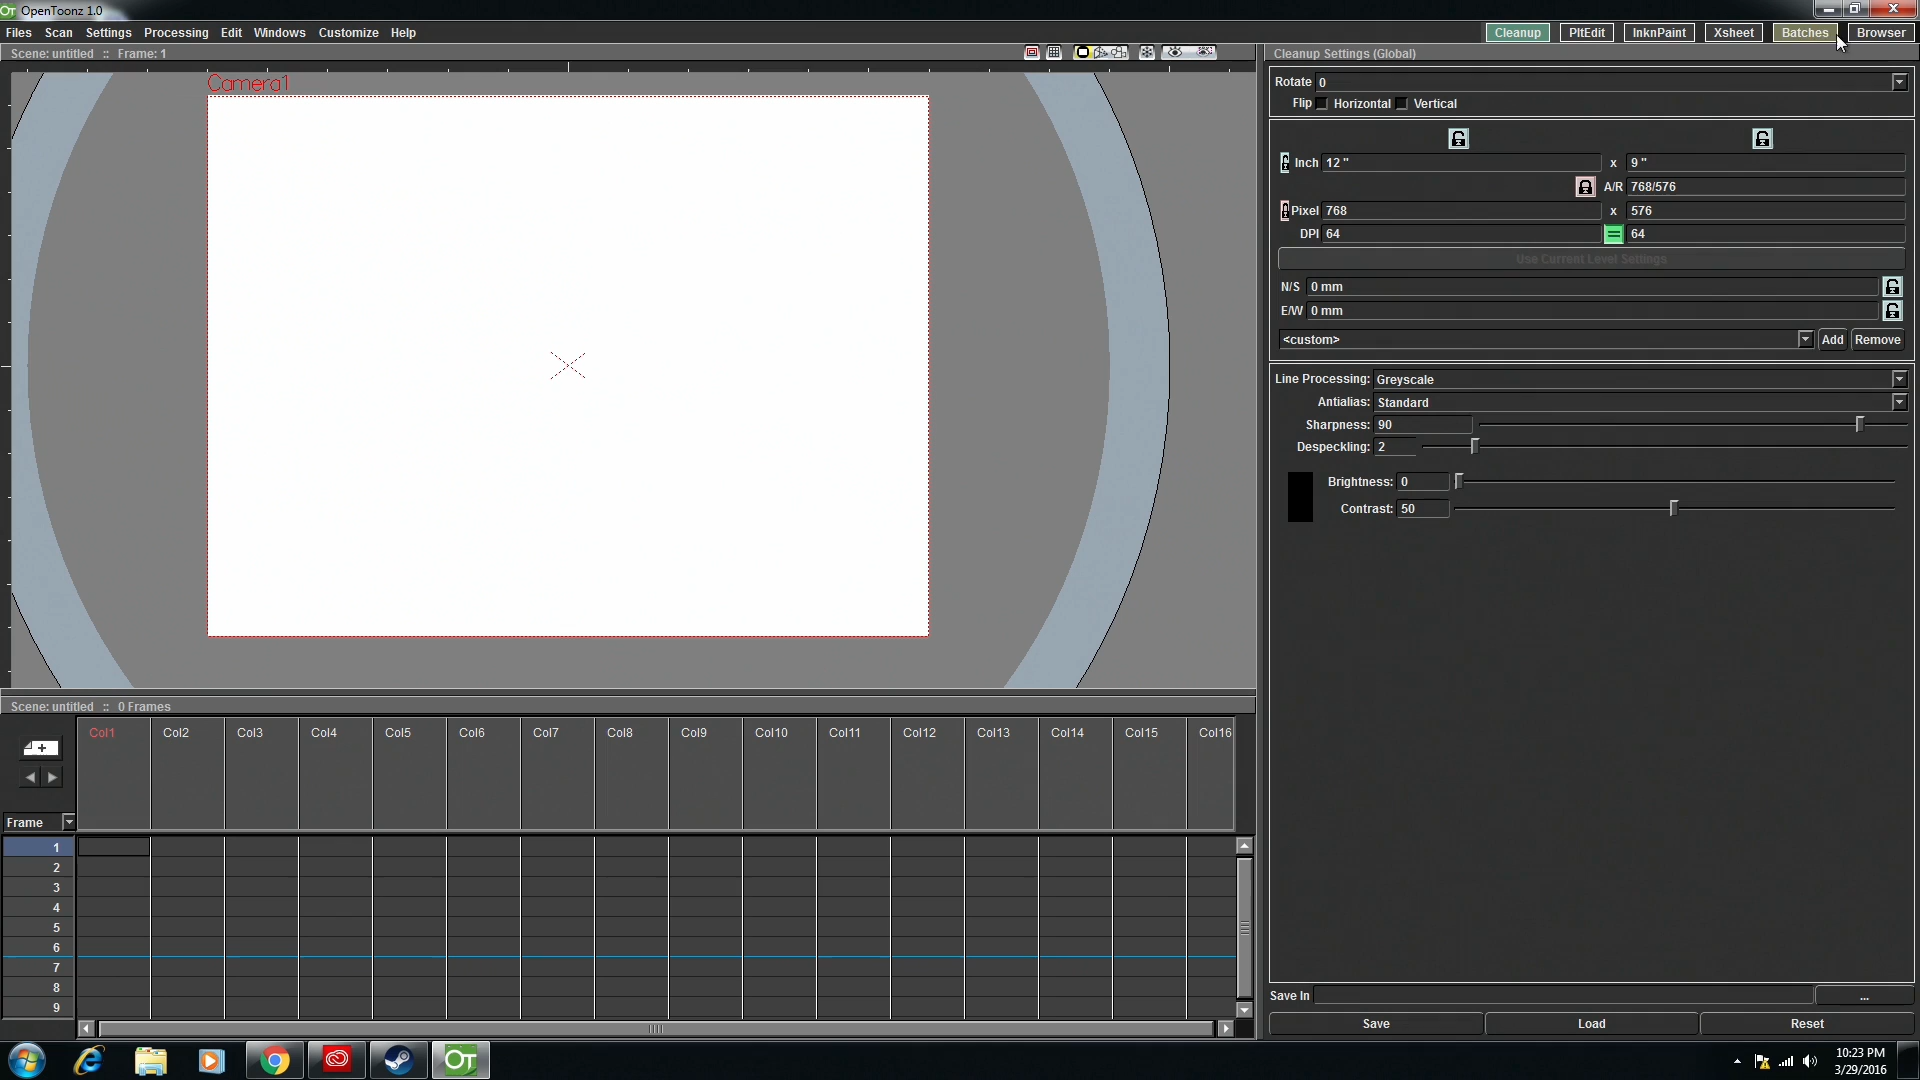 OpenToonz 1.0
Files Scan Settings Processing Edit Windows Customize Help
Cleanup PltEdit InknPaint Xsheet Batches Browser
Scene: untitled :: Frame: 1
Cleanup Settings (Global)
Camera1
Rotate 0
Flip Horizontal Vertical
Inch 12 " x 9 "
A/R 768/576
Pixel 768 x 576
DPI 64 64
Use Current Level Settings
N/S 0 mm
E/W 0 mm
<custom> Add Remove
Line Processing: Greyscale
Antialias: Standard
Sharpness: 90
Despeckling: 2
Brightness: 0
Contrast: 50
Scene: untitled :: 0 Frames
Col1 Col2 Col3 Col4 Col5 Col6 Col7 Col8 Col9 Col10 Col11 Col12 Col13 Col14 Col15 Col16
Frame
1
2
3
4
5
6
7
8
9
Save In ...
Save Load Reset
OT
10:23 PM
3/29/2016